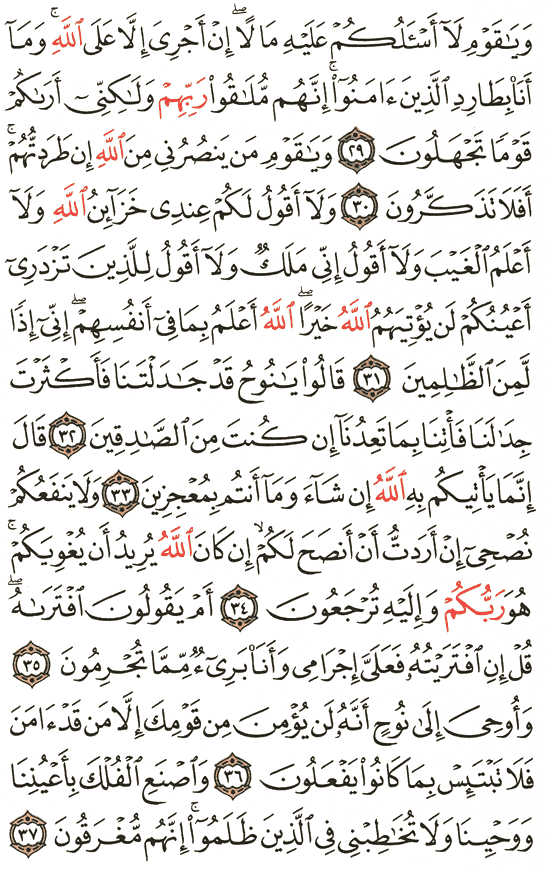 وَيَٰقَوْمِ لَآ أَسْـَٔلُكُمْ عَلَيْهِ مَالًا ۖ إِنْ أَجْرِىَ إِلَّا عَلَى ٱللَّهِ ۚ وَمَآ
أَنَا۠ بِطَارِدِ ٱلَّذِينَ ءَامَنُوٓا۟ ۚ إِنَّهُم مُّلَٰقُوا۟ رَبِّهِمْ وَلَٰكِنِّىٓ أَرَىٰكُمْ
قَوْمًا تَجْهَلُونَ ٢٩ وَيَٰقَوْمِ مَن يَنصُرُنِى مِنَ ٱللَّهِ إِن طَرَدتُّهُمْ ۚ
أَفَلَا تَذَكَّرُونَ ٣٠ وَلَآ أَقُولُ لَكُمْ عِندِى خَزَآئِنُ ٱللَّهِ وَلَآ
أَعْلَمُ ٱلْغَيْبَ وَلَآ أَقُولُ إِنِّى مَلَكٌ وَلَآ أَقُولُ لِلَّذِينَ تَزْدَرِىٓ
أَعْيُنُكُمْ لَن يُؤْتِيَهُمُ ٱللَّهُ خَيْرًا ۖ ٱللَّهُ أَعْلَمُ بِمَا فِىٓ أَنفُسِهِمْ ۖ إِنِّىٓ إِذًا
لَّمِنَ ٱلظَّٰلِمِينَ ٣١ قَالُوا۟ يَٰنُوحُ قَدْ جَٰدَلْتَنَا فَأَكْثَرْتَ
جِدَٰلَنَا فَأْتِنَا بِمَا تَعِدُنَآ إِن كُنتَ مِنَ ٱلصَّٰدِقِينَ ٣٢ قَالَ
إِنَّمَا يَأْتِيكُم بِهِ ٱللَّهُ إِن شَآءَ وَمَآ أَنتُم بِمُعْجِزِينَ ٣٣ وَلَا يَنفَعُكُمْ
نُصْحِىٓ إِنْ أَرَدتُّ أَنْ أَنصَحَ لَكُمْ إِن كَانَ ٱللَّهُ يُرِيدُ أَن يُغْوِيَكُمْ ۚ
هُوَ رَبُّكُمْ وَإِلَيْهِ تُرْجَعُونَ ٣٤ أَمْ يَقُولُونَ ٱفْتَرَىٰهُ ۖ
قُلْ إِنِ ٱفْتَرَيْتُهُۥ فَعَلَىَّ إِجْرَامِى وَأَنَا۠ بَرِىٓءٌ مِّمَّا تُجْرِمُونَ ٣٥
وَأُوحِىَ إِلَىٰ نُوحٍ أَنَّهُۥ لَن يُؤْمِنَ مِن قَوْمِكَ إِلَّا مَن قَدْ ءَامَنَ
فَلَا تَبْتَئِسْ بِمَا كَانُوا۟ يَفْعَلُونَ ٣٦ وَٱصْنَعِ ٱلْفُلْكَ بِأَعْيُنِنَا
وَوَحْيِنَا وَلَا تُخَٰطِبْنِى فِى ٱلَّذِينَ ظَلَمُوٓا۟ ۚ إِنَّهُم مُّغْرَقُونَ ٣٧